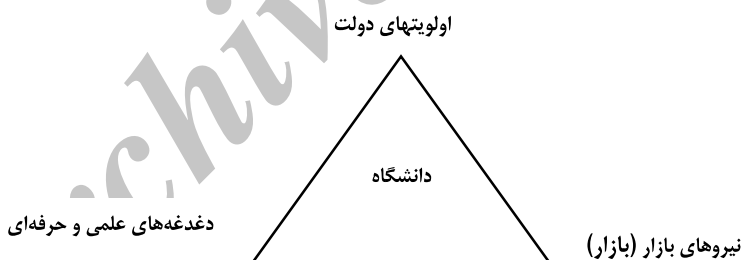 اولویتهای دولت
دانشگاه
دغدغه‌های علمی و حرفه‌ای
نیروهای بازار (بازار)